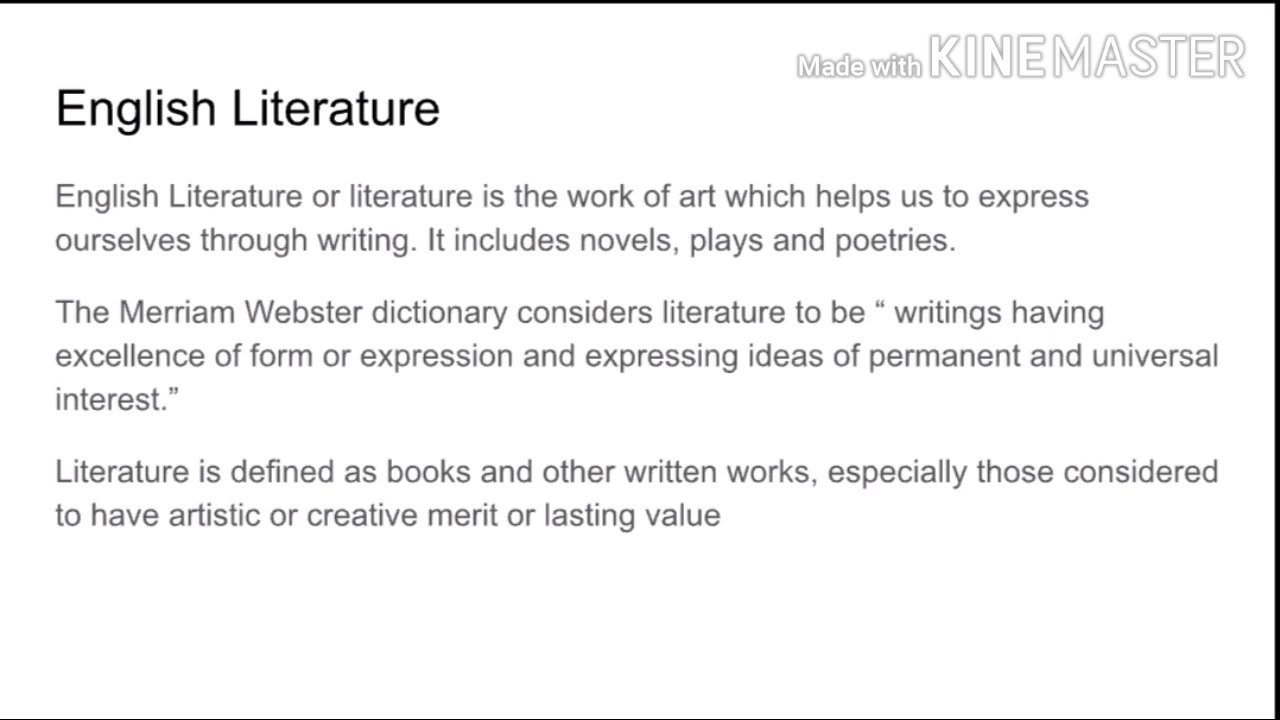 Made with KINEMASTER
English Literature
English Literature or literature is the work of art which helps us to express
ourselves through writing. It includes novels, plays and poetries.
The Merriam Webster dictionary considers literature to be “ writings having
excellence of form or expression and expressing ideas of permanent and universal
interest.”
Literature is defined as books and other written works, especially those considered
to have artistic or creative merit or lasting value